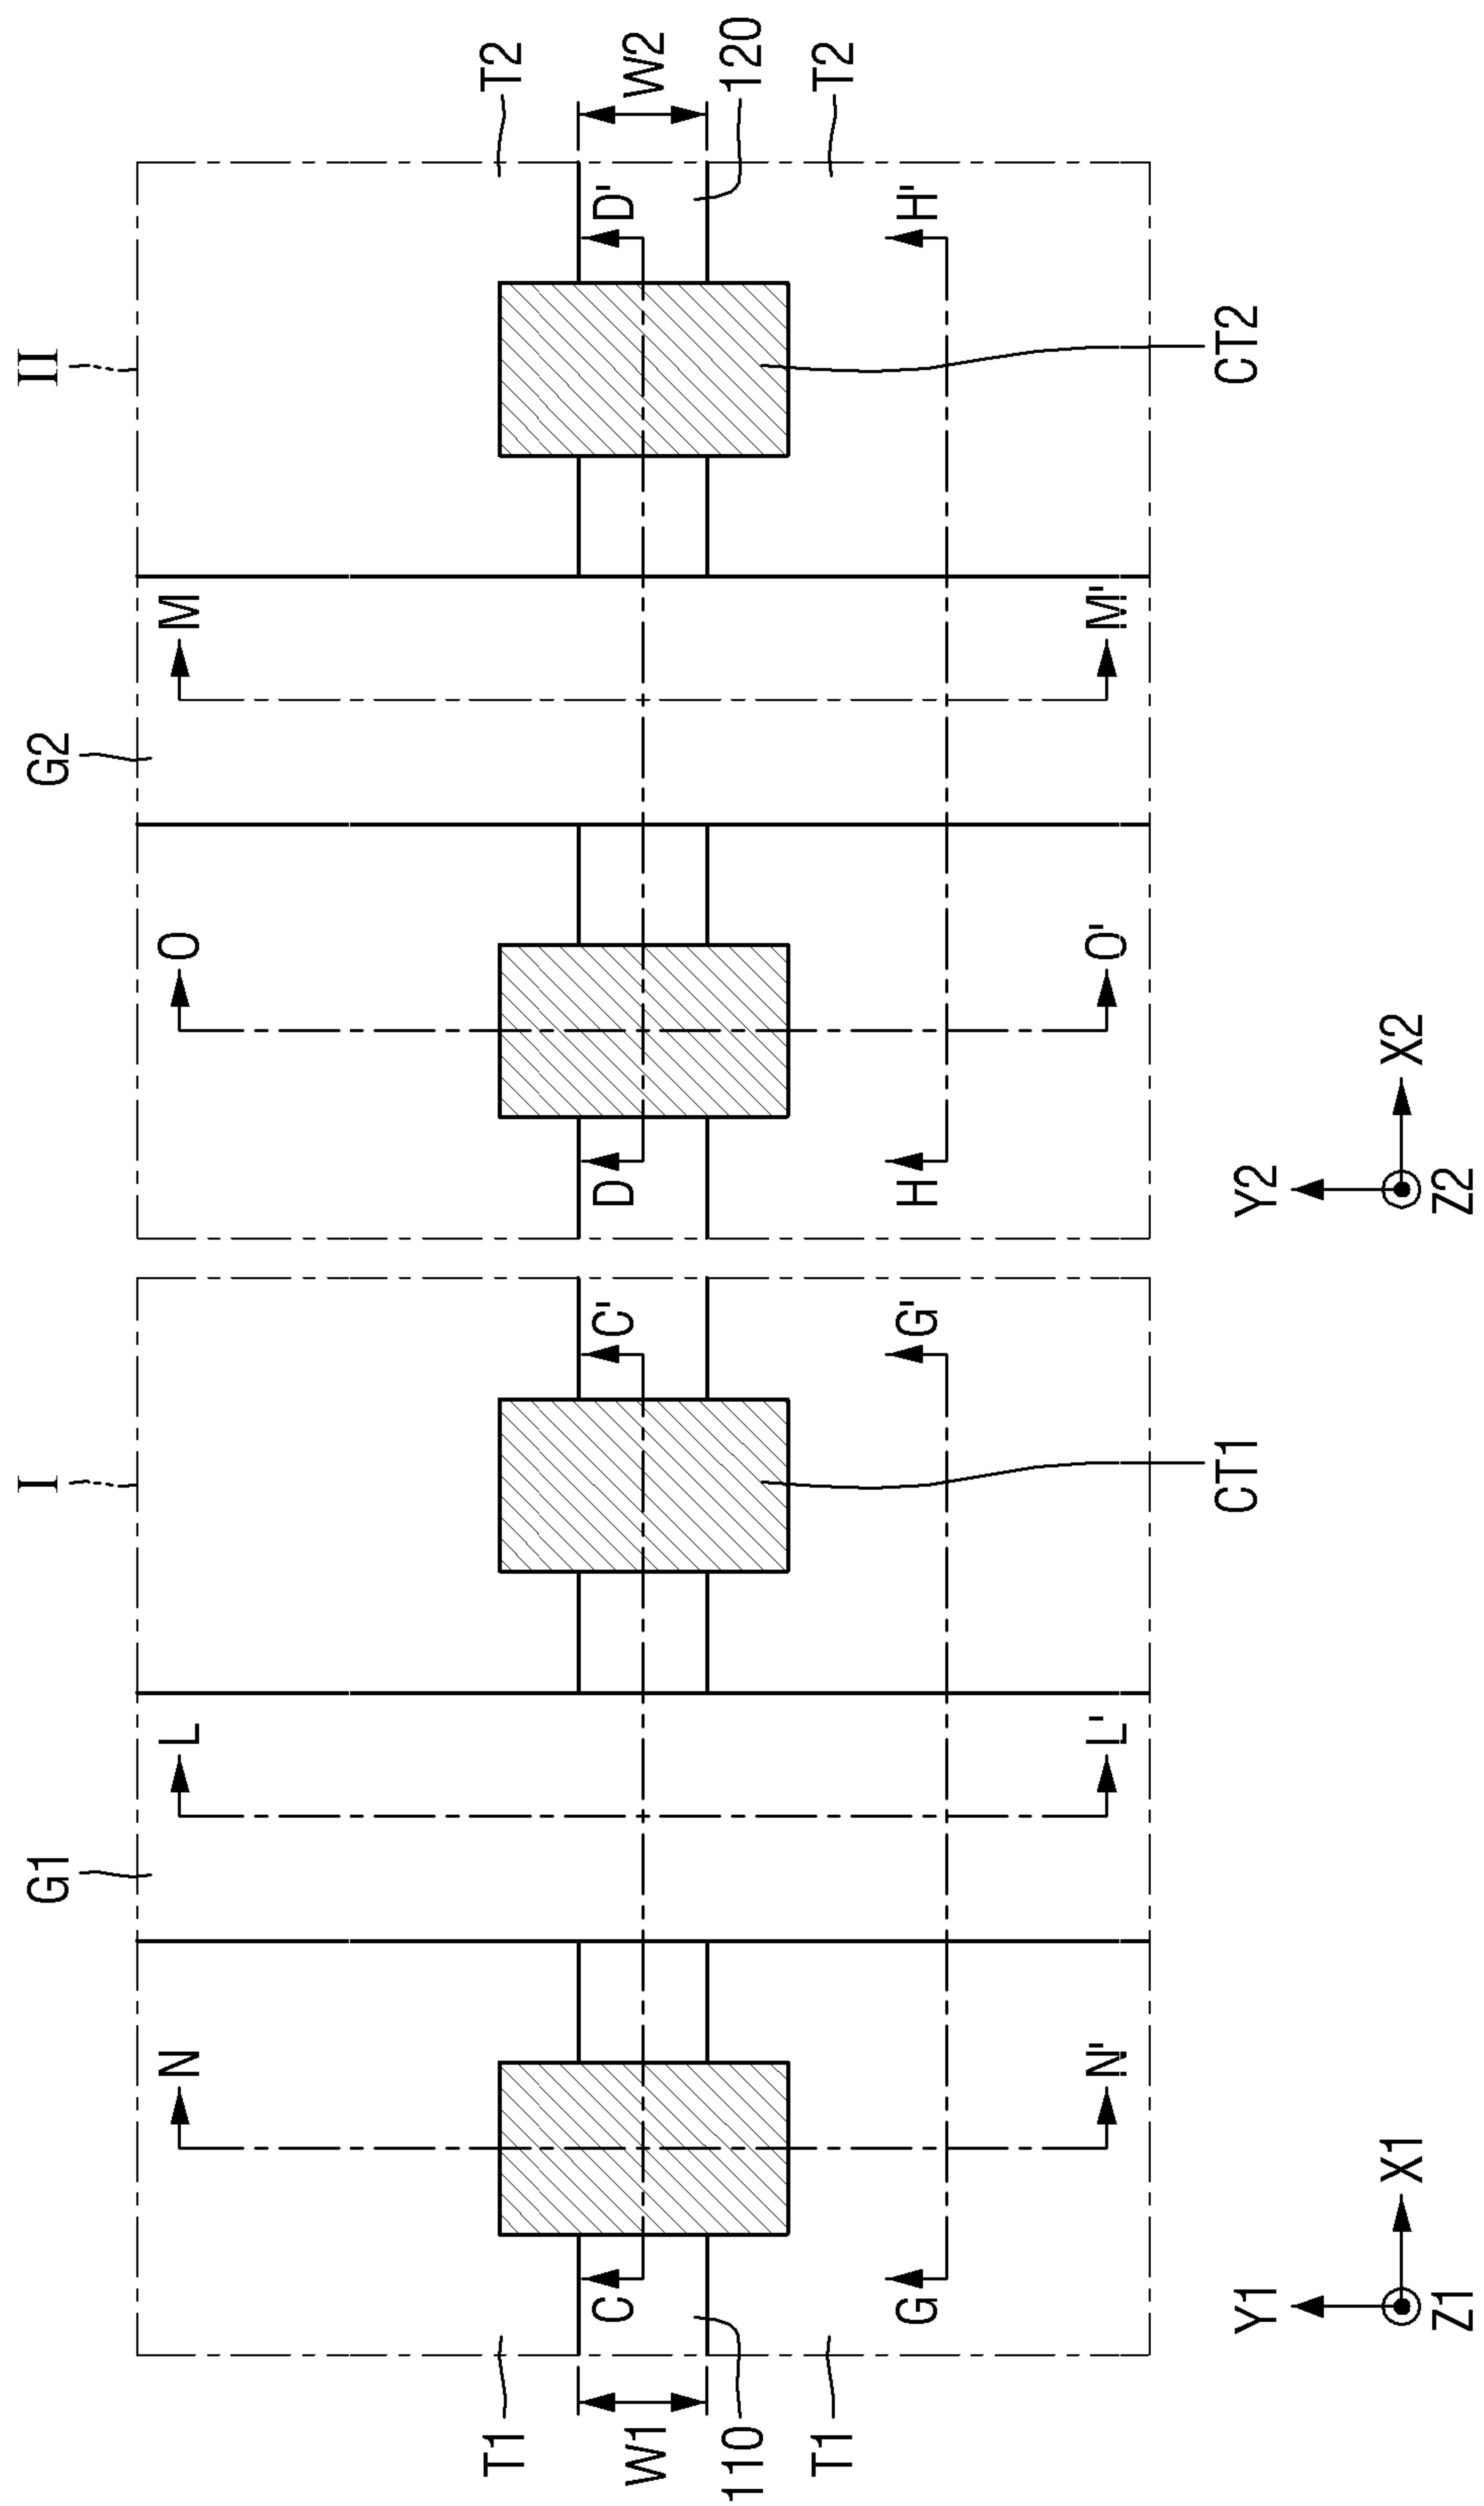 G1
I
G2
II
N
L
O
M
T1
T2
C
C'
D
D'
W1
W2
110
120
T1
T2
G
G'
H
H'
N'
L'
O'
M'
CT1
CT2
Y1
Y2
X1
X2
Z1
Z2